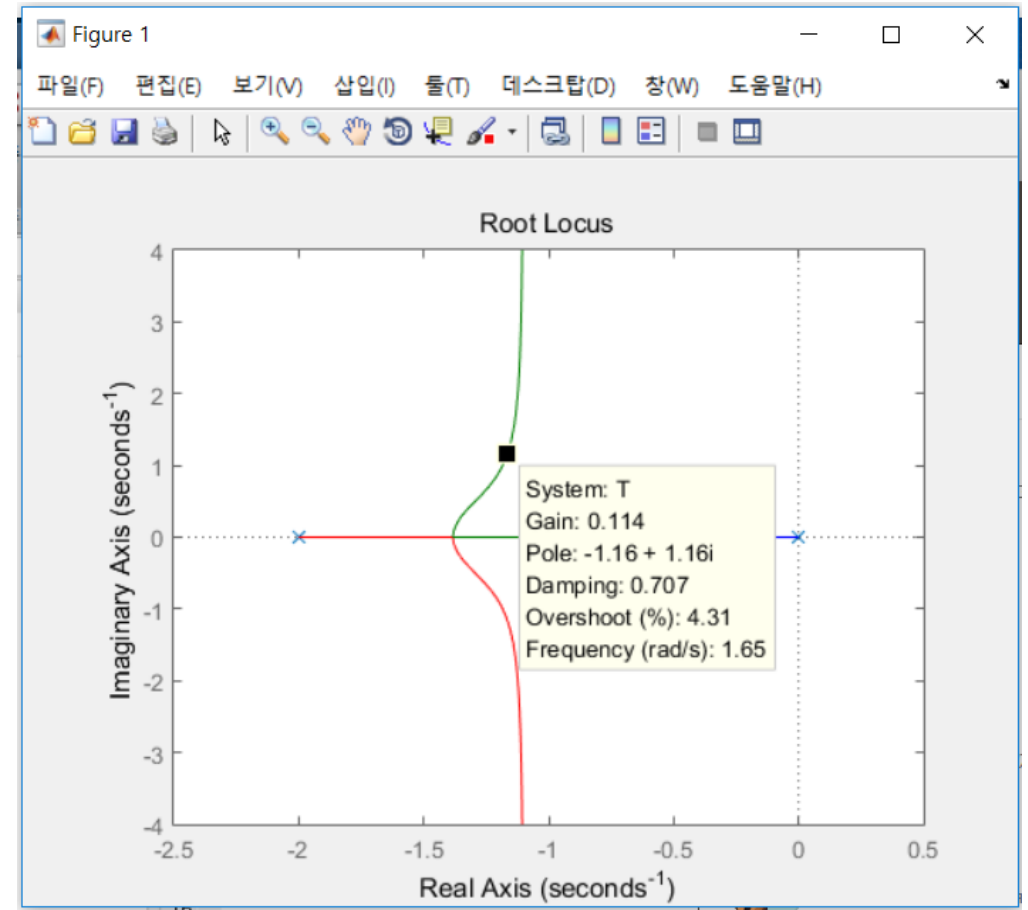 Figure 1
파일(F) 편집(E) 보기(V) 삽입(I) 툴(T) 데스크탑(D) 창(W) 도움말(H)
Root Locus
4
3
2
1
0
-1
-2
-3
-4
Imaginary Axis (seconds⁻¹)
System: T
Gain: 0.114
Pole: -1.16 + 1.16i
Damping: 0.707
Overshoot (%): 4.31
Frequency (rad/s): 1.65
-2.5 -2 -1.5 -1 -0.5 0 0.5
Real Axis (seconds⁻¹)